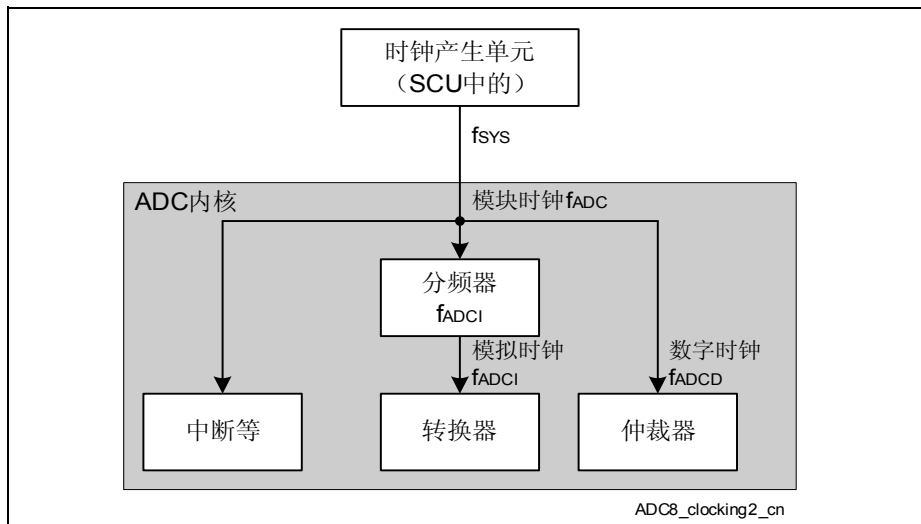 时钟产生单元
（SCU中的）
fSYS
ADC内核
模块时钟fADC
分频器
fADCI
模拟时钟
fADCI
数字时钟
fADCD
中断等
转换器
仲裁器
ADC8_clocking2_cn